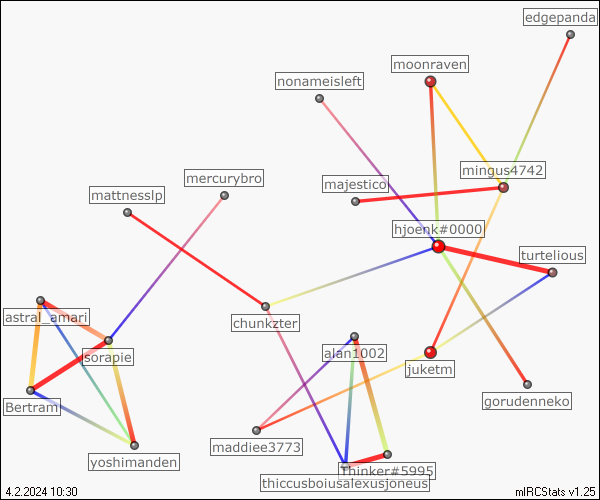 edgepanda
moonraven
nonameisleft
mingus4742
mercurybro
majestico
mattnesslp
hjoenk#0000
turtelious
astral_amari
chunkzter
alan1002
sorapie
juketm
Bertram
gorudenneko
maddiee3773
yoshimanden
Thinker#5995
thiccusboiusalexusjoneus
4.2.2024 10:30
mIRCStats v1.25